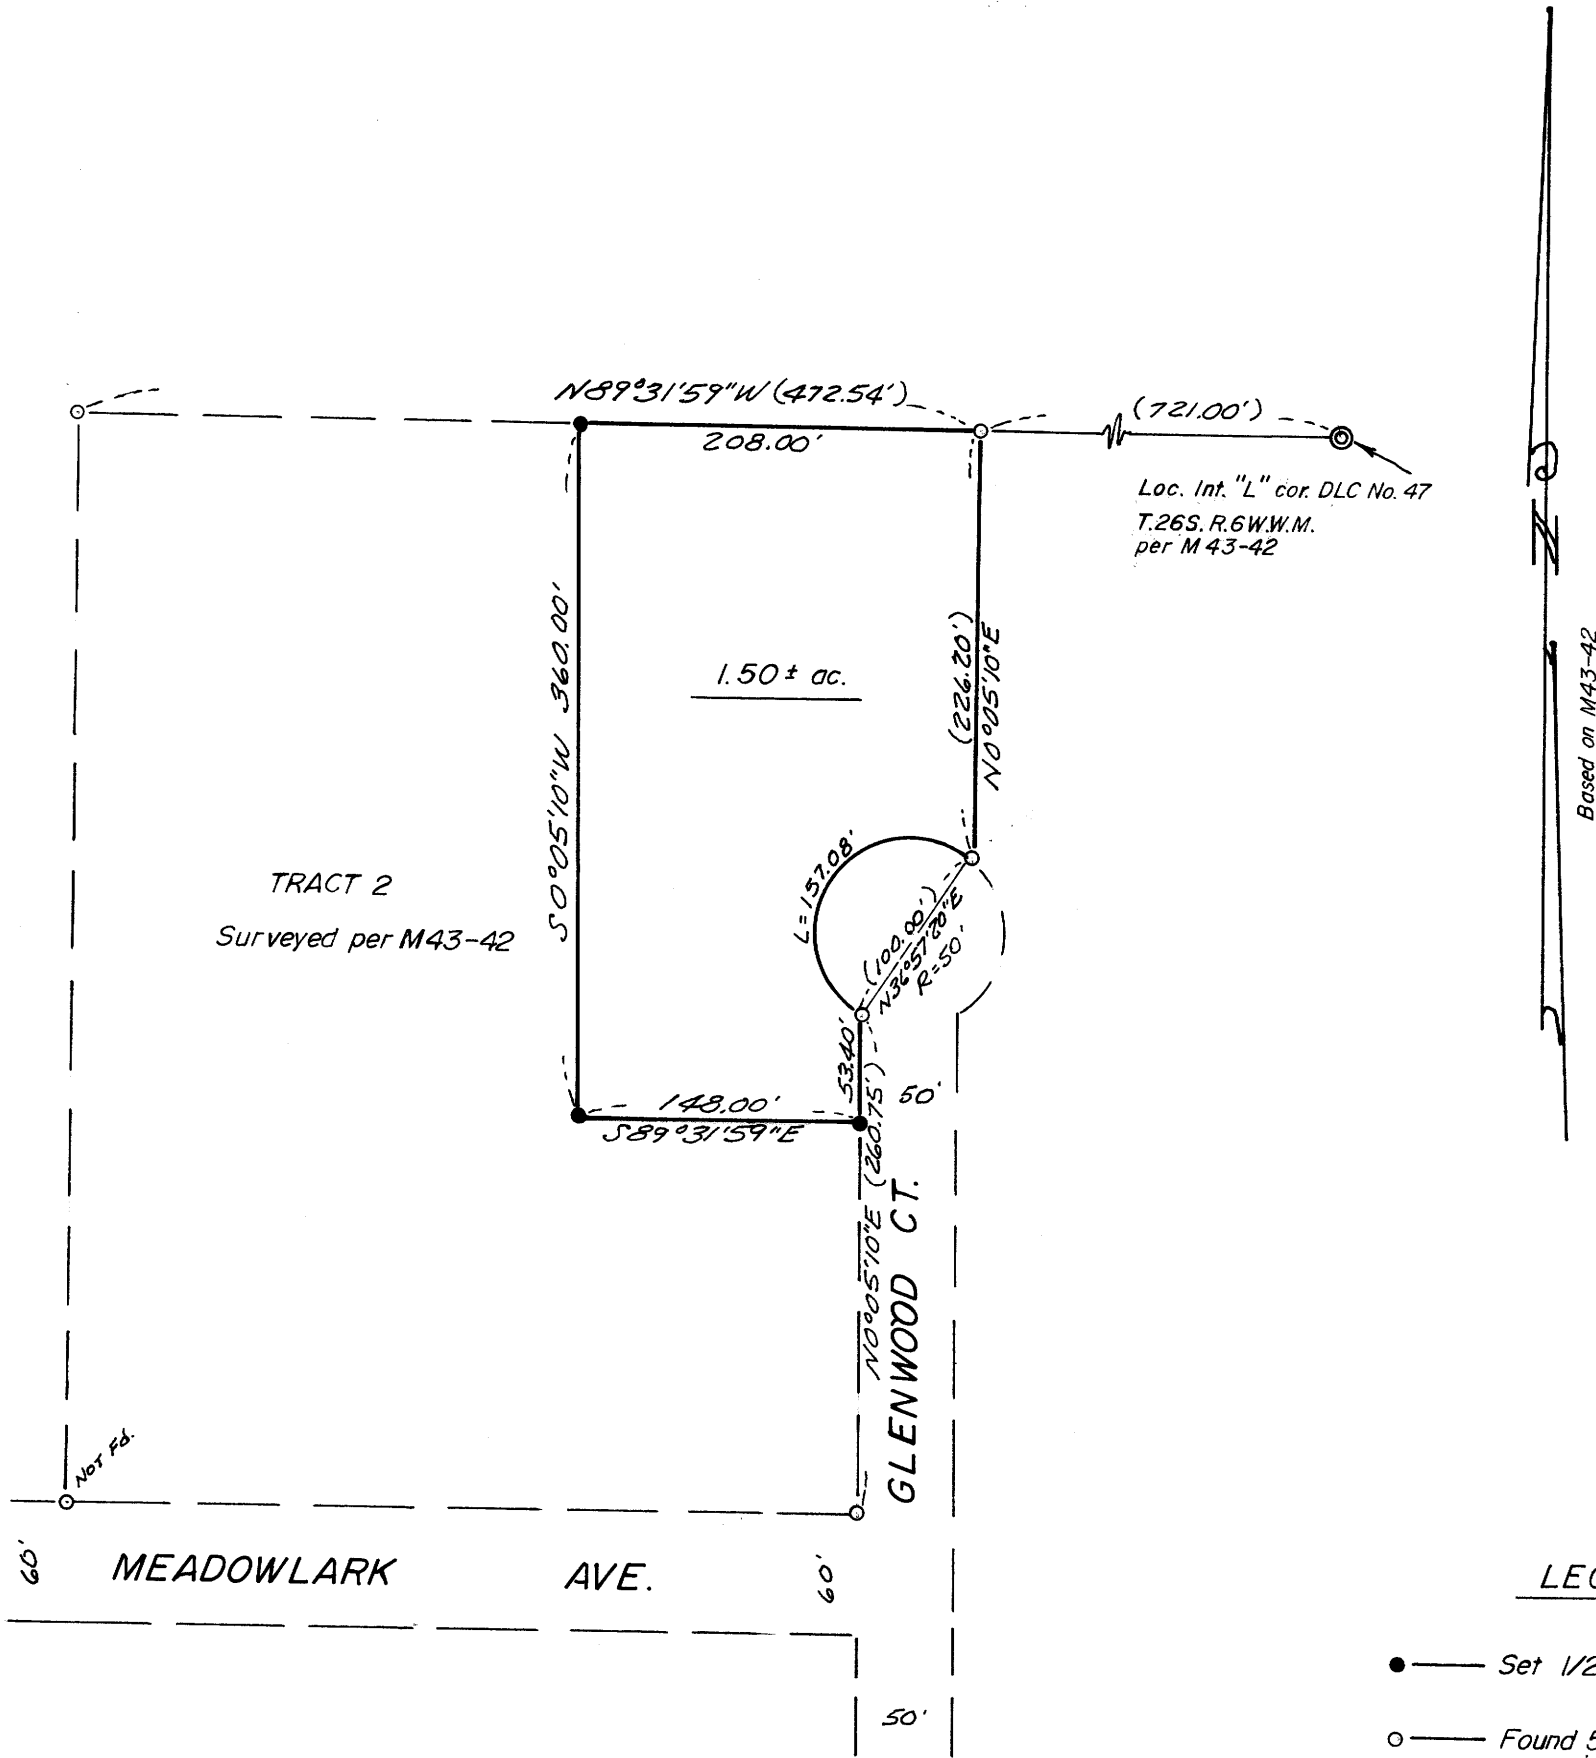 N89°31'59"W (472.54')
208.00'
(721.00')
Loc. Int. "L" cor. DLC No. 47
T.26S. R.6W.W.M.
per M 43-42
Based on M43-42
S0°05'10"W 360.00'
(226.20')
N0°05'10"E
1.50± ac.
L=157.08'
(100.00')
N36°57'20"E
R=50'
TRACT 2
Surveyed per M43-42
53.40'
50'
148.00'
S89°31'59"E
N0°05'10"E (260.75')
GLENWOOD CT.
Not Fd.
60'
MEADOWLARK AVE.
60'
50'
Set 1/2
Found 5